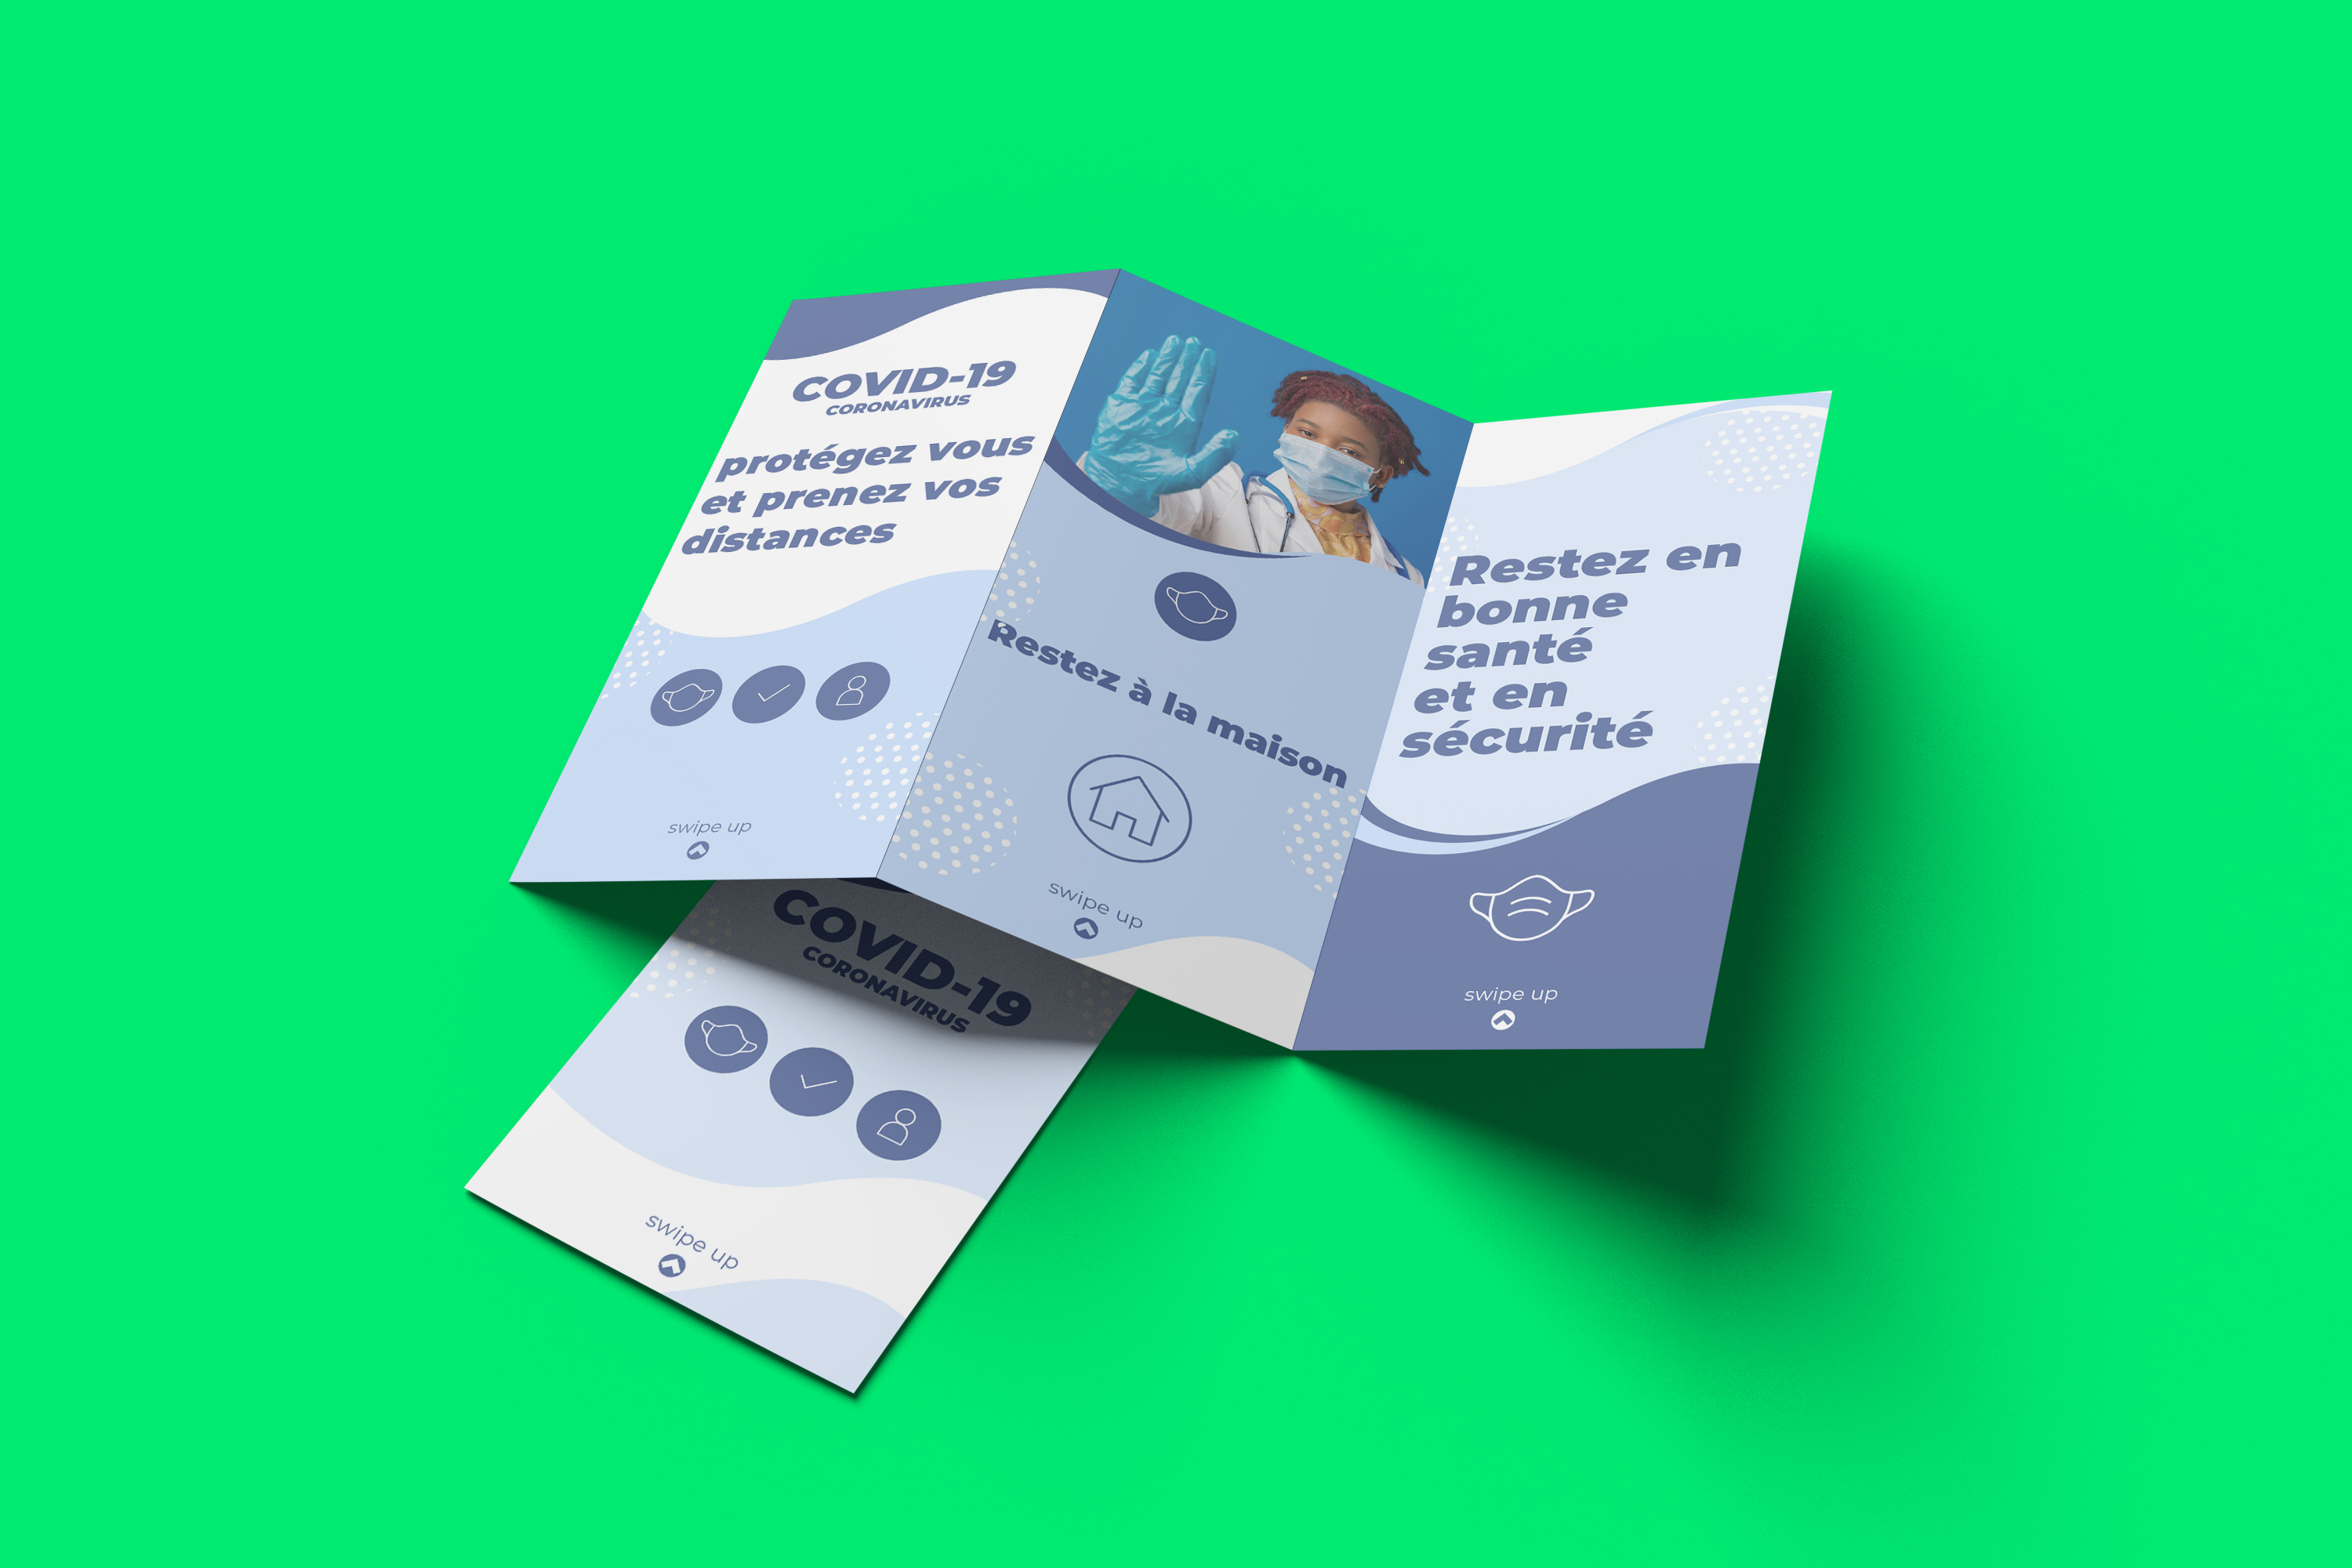 COVID-19
CORONAVIRUS
protégez vous
et prenez vos
distances
swipe up
Restez à la maison
swipe up
Restez en
bonne
santé
et en
sécurité
swipe up
COVID-19
CORONAVIRUS
swipe up